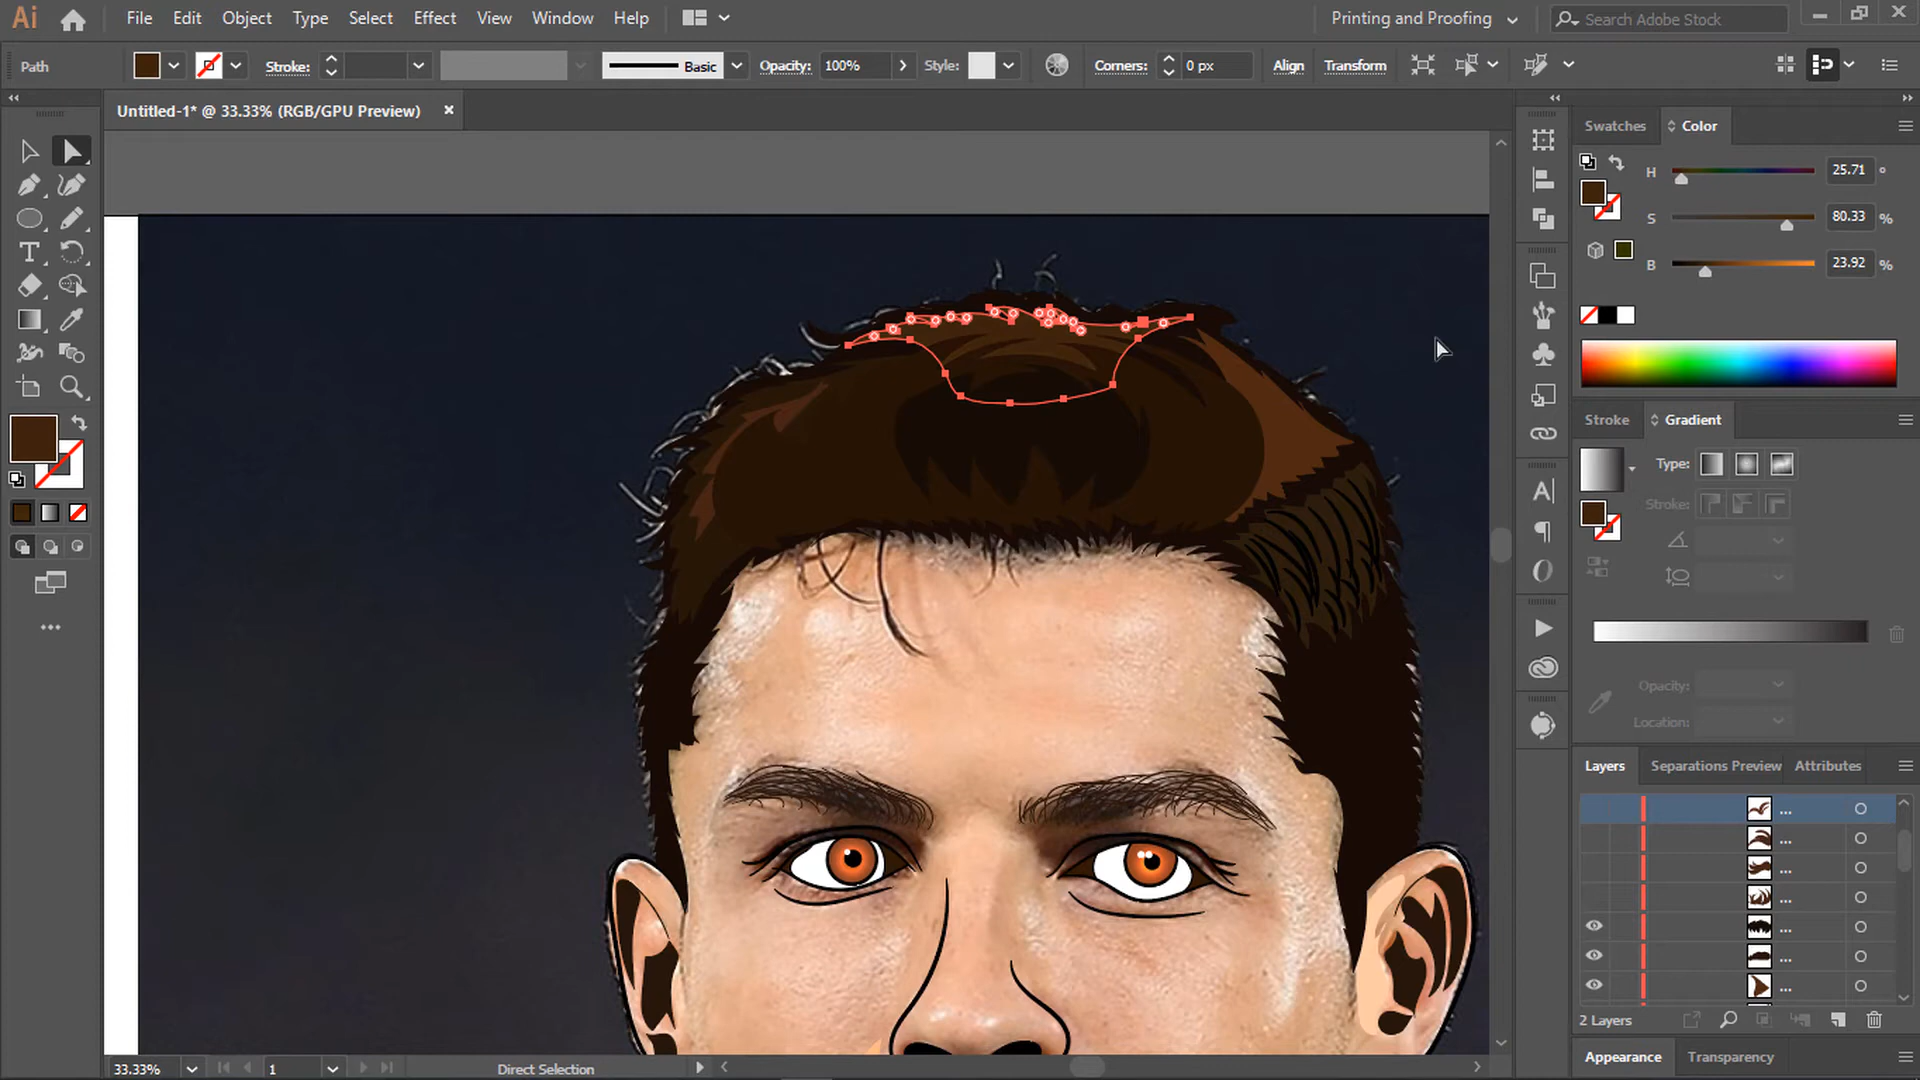 Ai File Edit Object Type Select Effect View Window Help Printing and Proofing Search Adobe Stock
Path Stroke: Basic Opacity: 100% Style: Corners: 0 px Align Transform
Untitled-1* @ 33.33% (RGB/GPU Preview)
Swatches Color
H 25.71 °
S 80.33 %
B 23.92 %
Stroke Gradient
Type:
Stroke:
Opacity:
Location:
Layers Separations Preview Attributes
...
...
...
...
...
...
...
2 Layers
Appearance Transparency
33.33% 1 Direct Selection